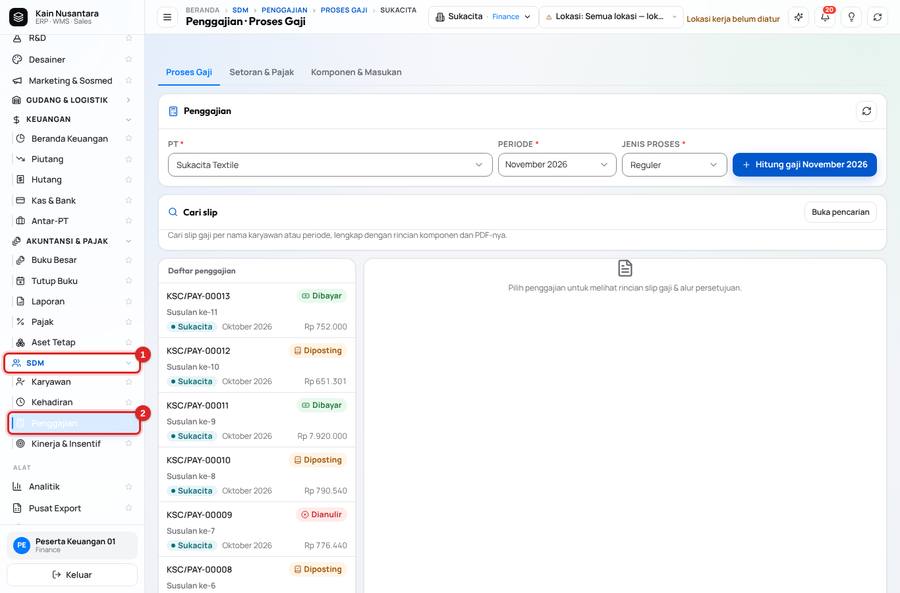 Kain Nusantara
ERP · WMS · Sales
R&D
Desainer
Marketing & Sosmed
GUDANG & LOGISTIK
KEUANGAN
Beranda Keuangan
Piutang
Hutang
Kas & Bank
Antar-PT
AKUNTANSI & PAJAK
Buku Besar
Tutup Buku
Laporan
Pajak
Aset Tetap
SDM
1
Karyawan
Kehadiran
Penggajian
2
Kinerja & Insentif
ALAT
Analitik
Pusat Export
PE
Peserta Keuangan 01
Finance
Keluar
BERANDA › SDM › PENGGAJIAN › PROSES GAJI › SUKACITA
Penggajian · Proses Gaji
Sukacita Finance
Lokasi: Semua lokasi — lok...
Lokasi kerja belum diatur
20
Proses Gaji Setoran & Pajak Komponen & Masukan
Penggajian
PT * PERIODE * JENIS PROSES *
Sukacita Textile November 2026 Reguler + Hitung gaji November 2026
Cari slip Buka pencarian
Cari slip gaji per nama karyawan atau periode, lengkap dengan rincian komponen dan PDF-nya.
Daftar penggajian
KSC/PAY-00013 Dibayar
Susulan ke-11
Sukacita Oktober 2026 Rp 752.000
KSC/PAY-00012 Diposting
Susulan ke-10
Sukacita Oktober 2026 Rp 651.301
KSC/PAY-00011 Dibayar
Susulan ke-9
Sukacita Oktober 2026 Rp 7.920.000
KSC/PAY-00010 Diposting
Susulan ke-8
Sukacita Oktober 2026 Rp 790.540
KSC/PAY-00009 Dianulir
Susulan ke-7
Sukacita Oktober 2026 Rp 776.440
KSC/PAY-00008 Diposting
Susulan ke-6
Pilih penggajian untuk melihat rincian slip gaji & alur persetujuan.